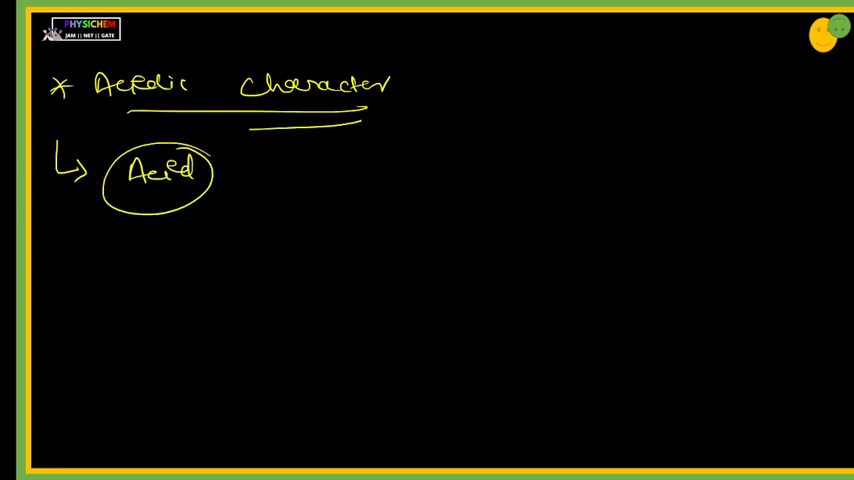 PHYSICHEM
JAM || NET || GATE
* Acidic Character
↳ Acid